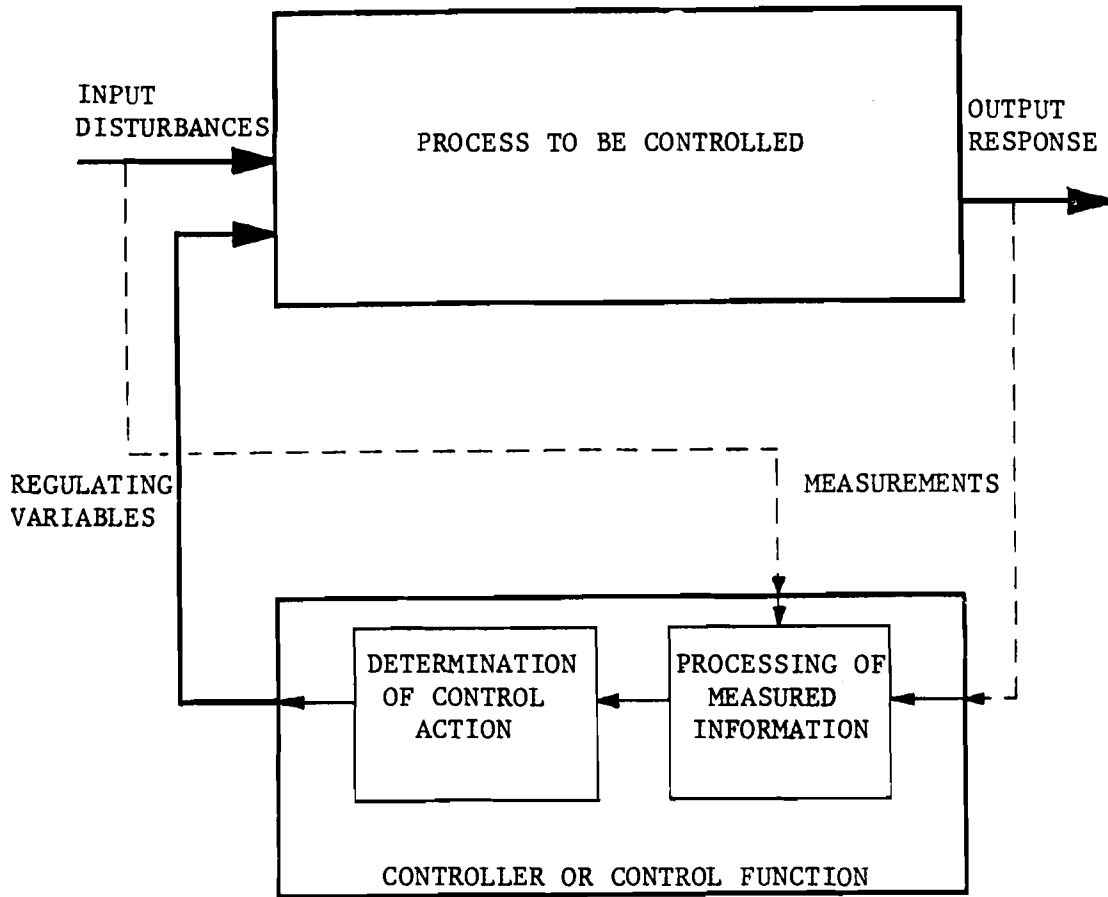 INPUT
DISTURBANCES
PROCESS TO BE CONTROLLED
OUTPUT
RESPONSE
REGULATING
VARIABLES
MEASUREMENTS
DETERMINATION
OF CONTROL
ACTION
PROCESSING OF
MEASURED
INFORMATION
CONTROLLER OR CONTROL FUNCTION